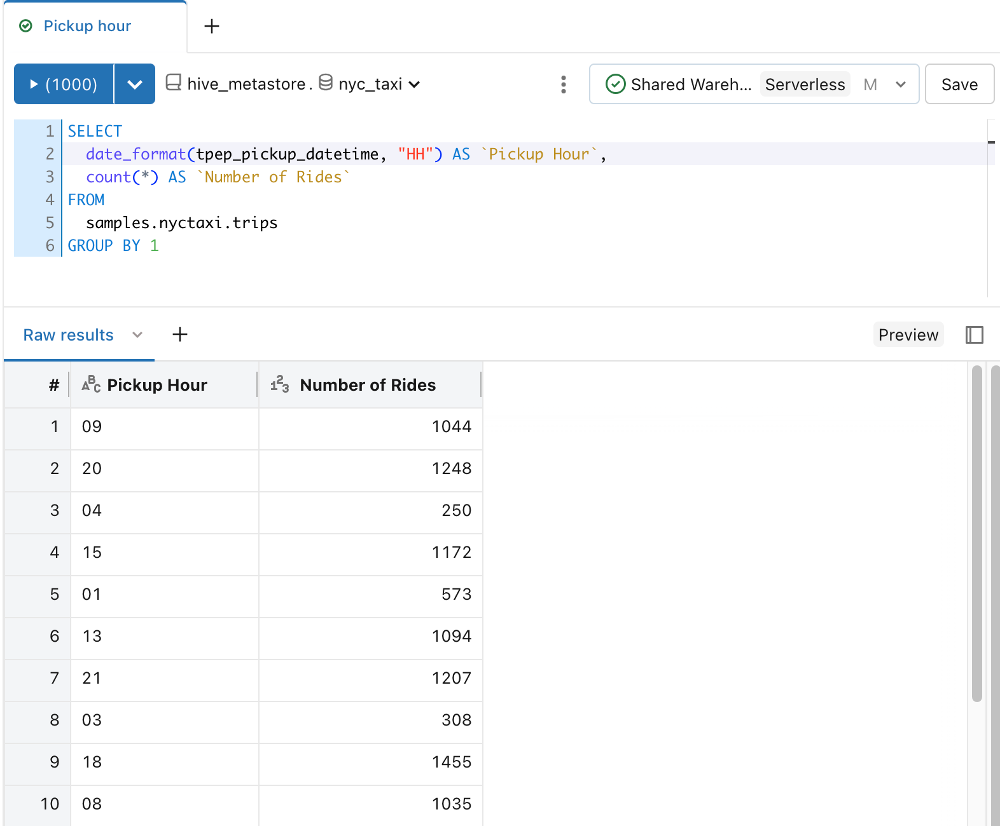 Pickup hour
(1000) hive_metastore . nyc_taxi Shared Wareh... Serverless M Save
1 SELECT
2 date_format(tpep_pickup_datetime, "HH") AS `Pickup Hour`,
3 count(*) AS `Number of Rides`
4 FROM
5 samples.nyctaxi.trips
6 GROUP BY 1
Raw results Preview
# ABC Pickup Hour 123 Number of Rides
1 09 1044
2 20 1248
3 04 250
4 15 1172
5 01 573
6 13 1094
7 21 1207
8 03 308
9 18 1455
10 08 1035